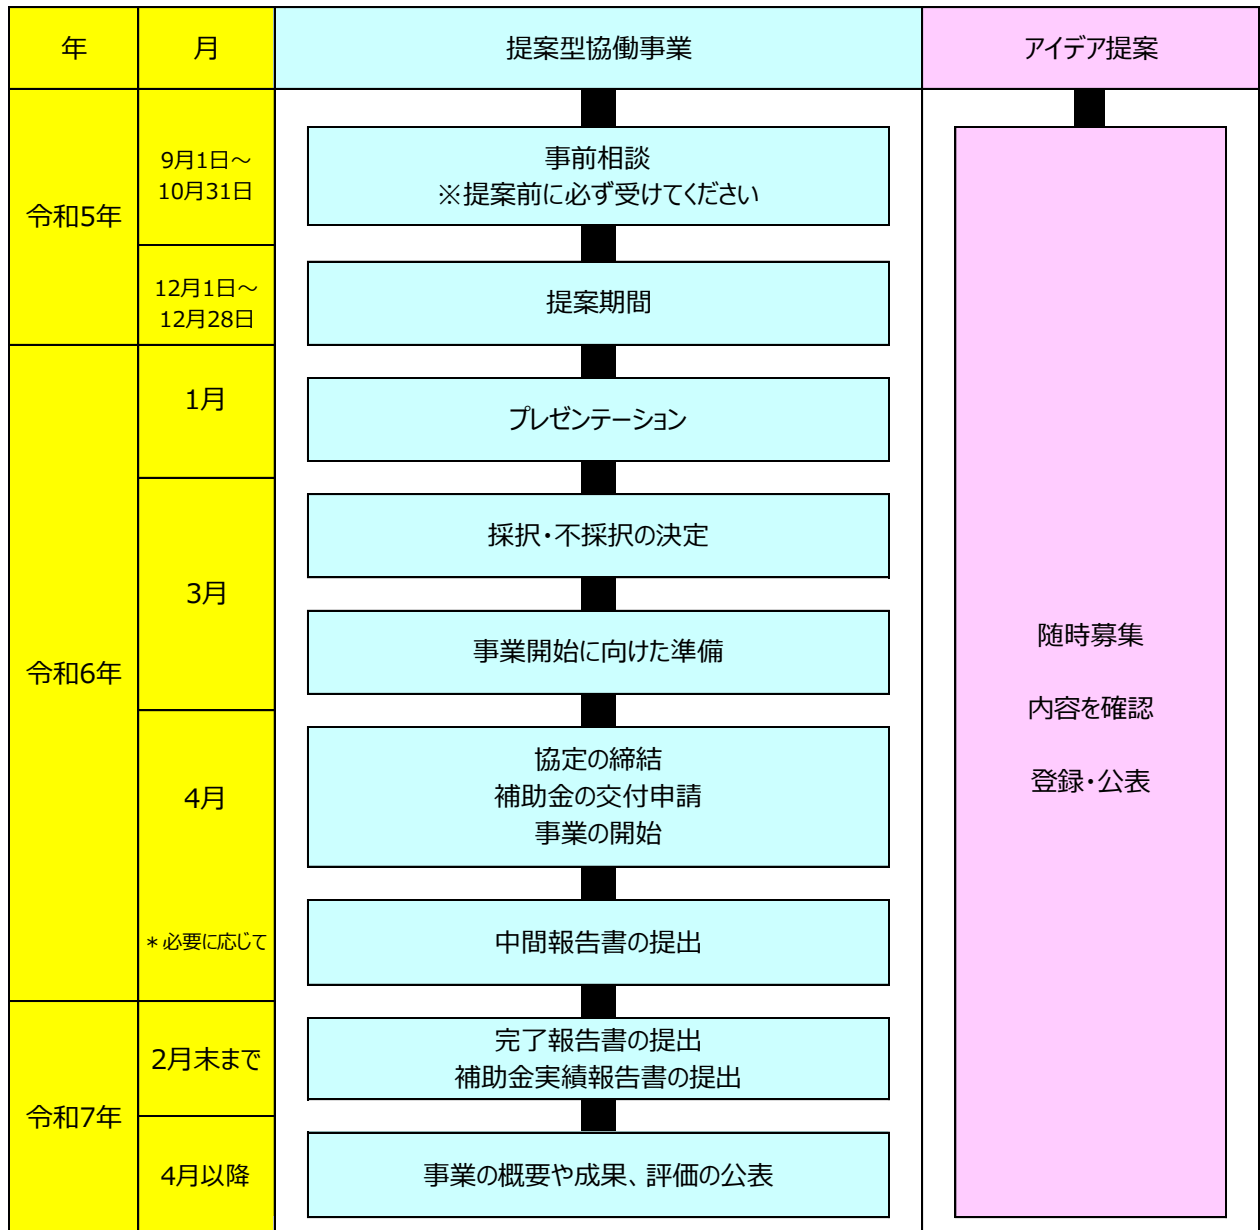 年
月
提案型協働事業
アイデア提案
令和5年
9月1日～
10月31日
事前相談
※提案前に必ず受けてください
12月1日～
12月28日
提案期間
令和6年
1月
プレゼンテーション
3月
採択・不採択の決定
事業開始に向けた準備
4月
協定の締結
補助金の交付申請
事業の開始
＊必要に応じて
中間報告書の提出
令和7年
2月末まで
完了報告書の提出
補助金実績報告書の提出
4月以降
事業の概要や成果、評価の公表
随時募集
内容を確認
登録・公表